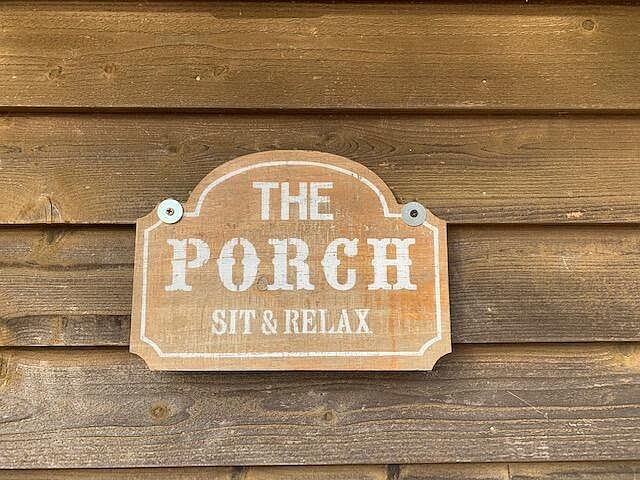 THE
PORCH
SIT & RELAX